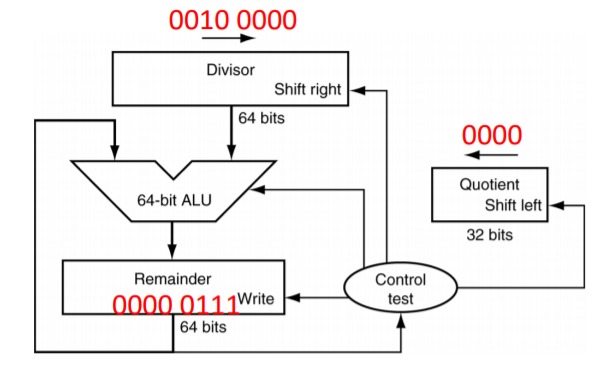 0010 0000
Divisor
Shift right
64 bits
0000
64-bit ALU
Quotient
Shift left
32 bits
Remainder
0000 0111 Write
64 bits
Control
test